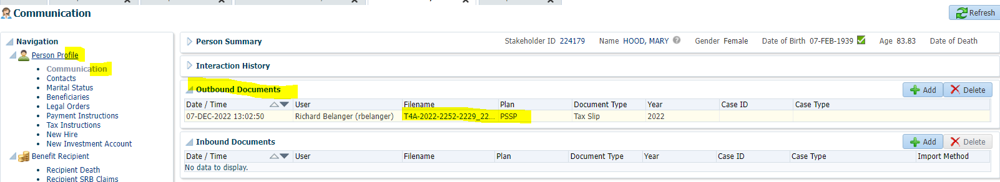 Communication
Refresh
Navigation
Person Profile
Communication
Contacts
Marital Status
Beneficiaries
Legal Orders
Payment Instructions
Tax Instructions
New Hire
New Investment Account
Benefit Recipient
Recipient Death
Recipient SRB Claims
Person Summary Stakeholder ID 224179 Name HOOD, MARY Gender Female Date of Birth 07-FEB-1939 Age 83.83 Date of Death
Interaction History
Outbound Documents Add Delete
Date / Time User Filename Plan Document Type Year Case ID Case Type
07-DEC-2022 13:02:50 Richard Belanger (rbelanger) T4A-2022-2252-2229_22... PSSP Tax Slip 2022
Inbound Documents Add Delete
Date / Time User Filename Plan Document Type Year Case ID Case Type Import Method
No data to display.